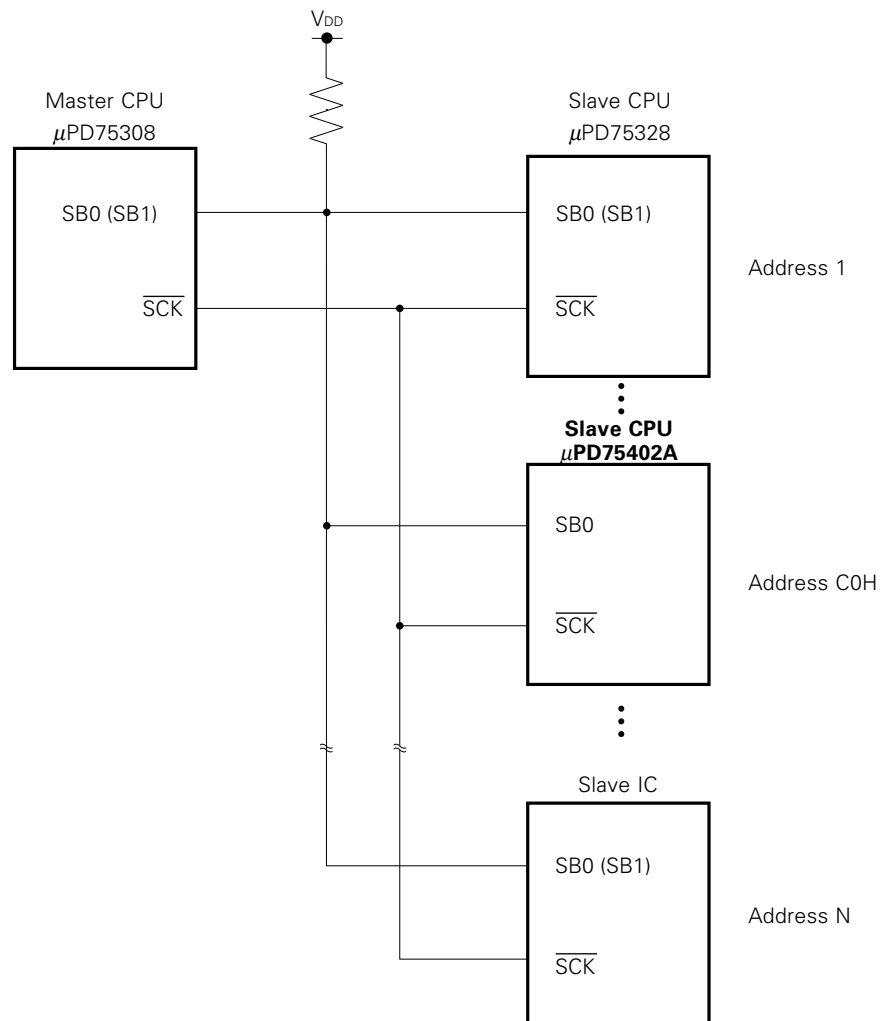 VDD
Master CPU
μPD75308
SB0 (SB1)
SCK
Slave CPU
μPD75328
SB0 (SB1)
SCK
Address 1
Slave CPU
μPD75402A
SB0
SCK
Address C0H
Slave IC
SB0 (SB1)
SCK
Address N